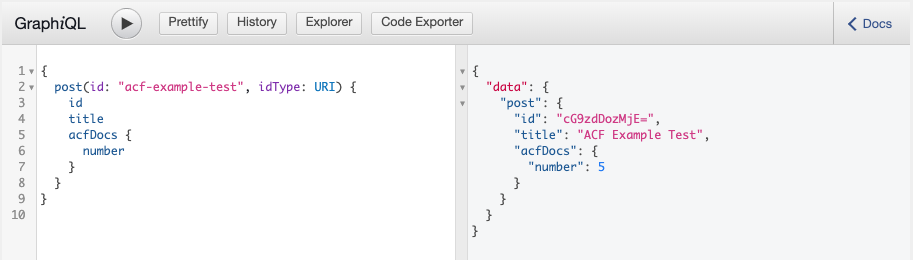 GraphiQL Prettify History Explorer Code Exporter Docs
1 {
2 post(id: "acf-example-test", idType: URI) {
3 id
4 title
5 acfDocs {
6 number
7 }
8 }
9 }
10
{
"data": {
"post": {
"id": "cG9zdDozMjE=",
"title": "ACF Example Test",
"acfDocs": {
"number": 5
}
}
}
}